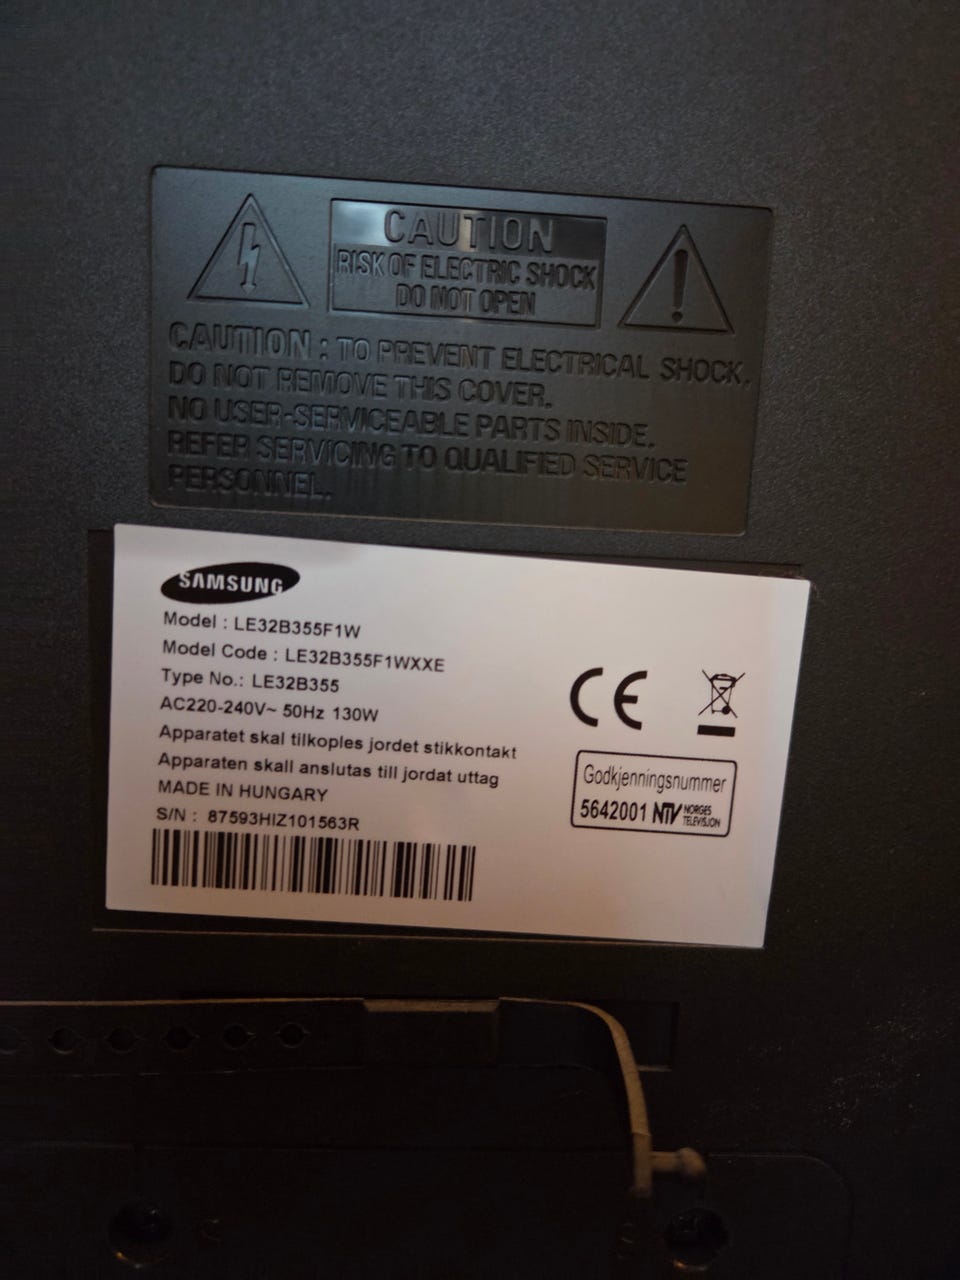 CAUTION
RISK OF ELECTRIC SHOCK
DO NOT OPEN
CAUTION : TO PREVENT ELECTRICAL SHOCK,
DO NOT REMOVE THIS COVER.
NO USER-SERVICEABLE PARTS INSIDE.
REFER SERVICING TO QUALIFIED SERVICE
PERSONNEL.
SAMSUNG
Model : LE32B355F1W
Model Code : LE32B355F1WXXE
Type No.: LE32B355
AC220-240V~ 50Hz 130W
Apparatet skal tilkoples jordet stikkontakt
Apparaten skall anslutas till jordat uttag
MADE IN HUNGARY
S/N : 87593HIZ101563R
CE
Godkjenningsnummer
5642001 NTV NORGES
TELEVISJON